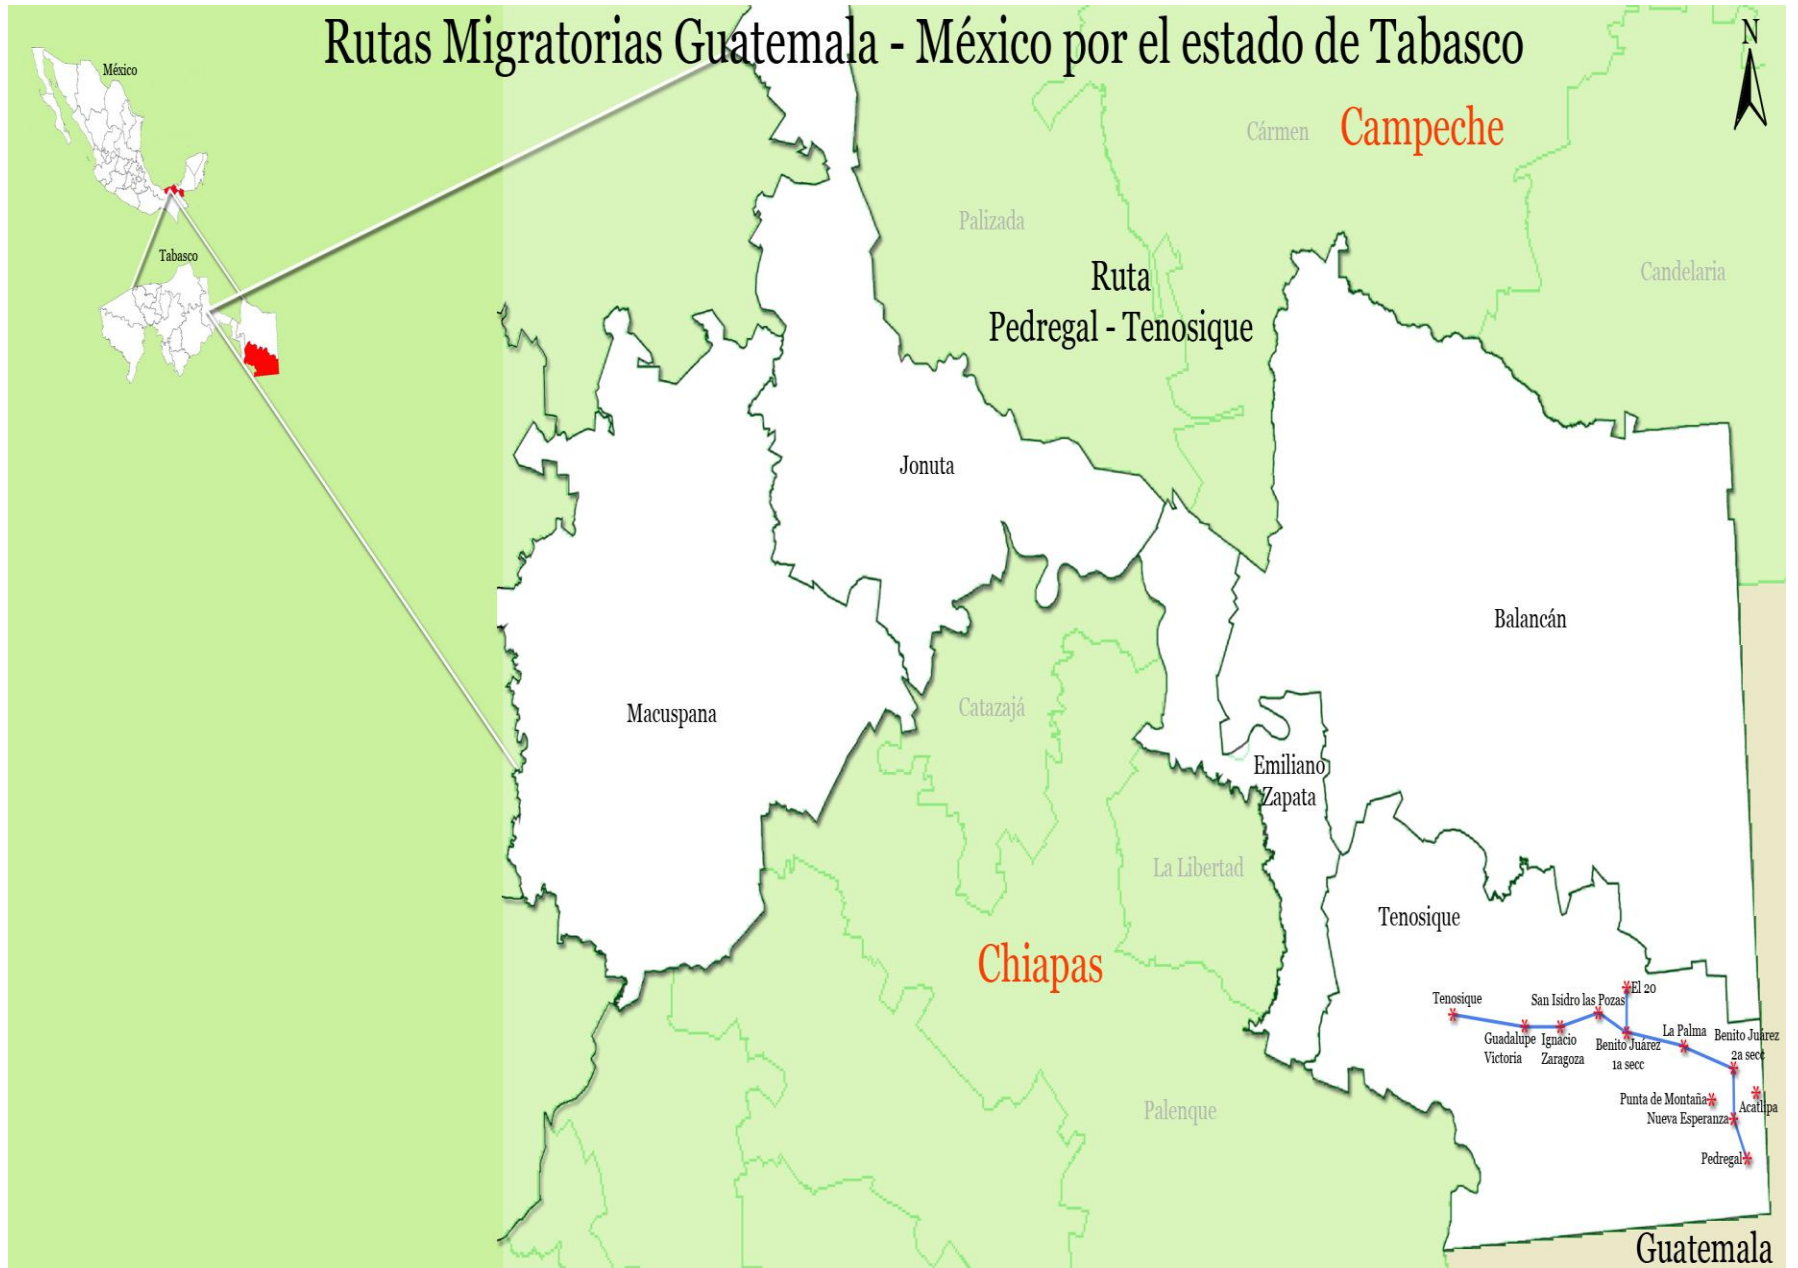 Rutas Migratorias Guatemala - México por el estado de Tabasco
N
México
Cármen
Campeche
Palizada
Tabasco
Ruta
Pedregal - Tenosique
Candelaria
Jonuta
Balancán
Macuspana
Catazajá
Emiliano
Zapata
La Libertad
Tenosique
Chiapas
El 20
Tenosique
San Isidro las Pozas
La Palma
Benito Juárez
2a secc
Guadalupe
Victoria
Ignacio
Zaragoza
Benito Juárez
1a secc
Punta de Montaña
Acatlipa
Nueva Esperanza
Palenque
Pedregal
Guatemala